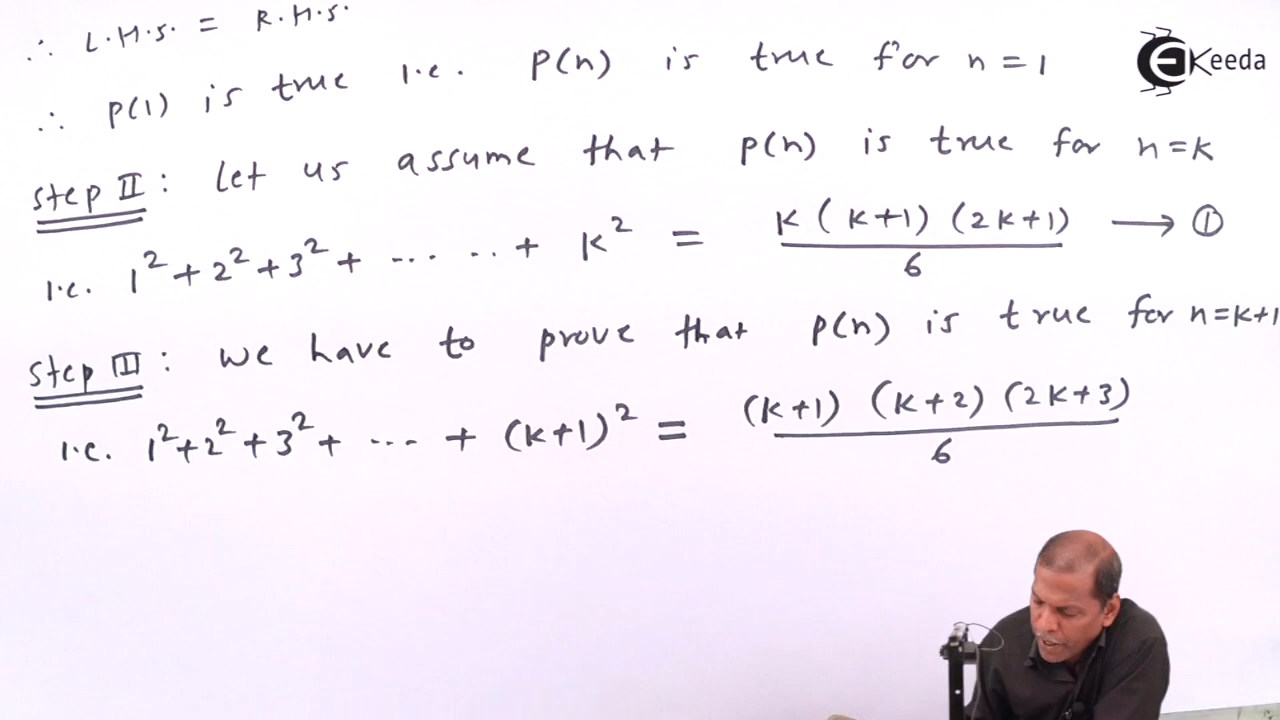 ∴ L.H.S. = R.H.S.
∴ P(1) is true i.e. P(n) is true for n = 1
Ekeeda
Step II : Let us assume that P(n) is true for n=k
i.e. 1² + 2² + 3² + ... .. + k² = k (k+1) (2k+1) / 6 → ①
Step III : We have to prove that P(n) is true for n=k+1
i.e. 1² + 2² + 3² + ... + (k+1)² = (k+1) (k+2) (2k+3) / 6